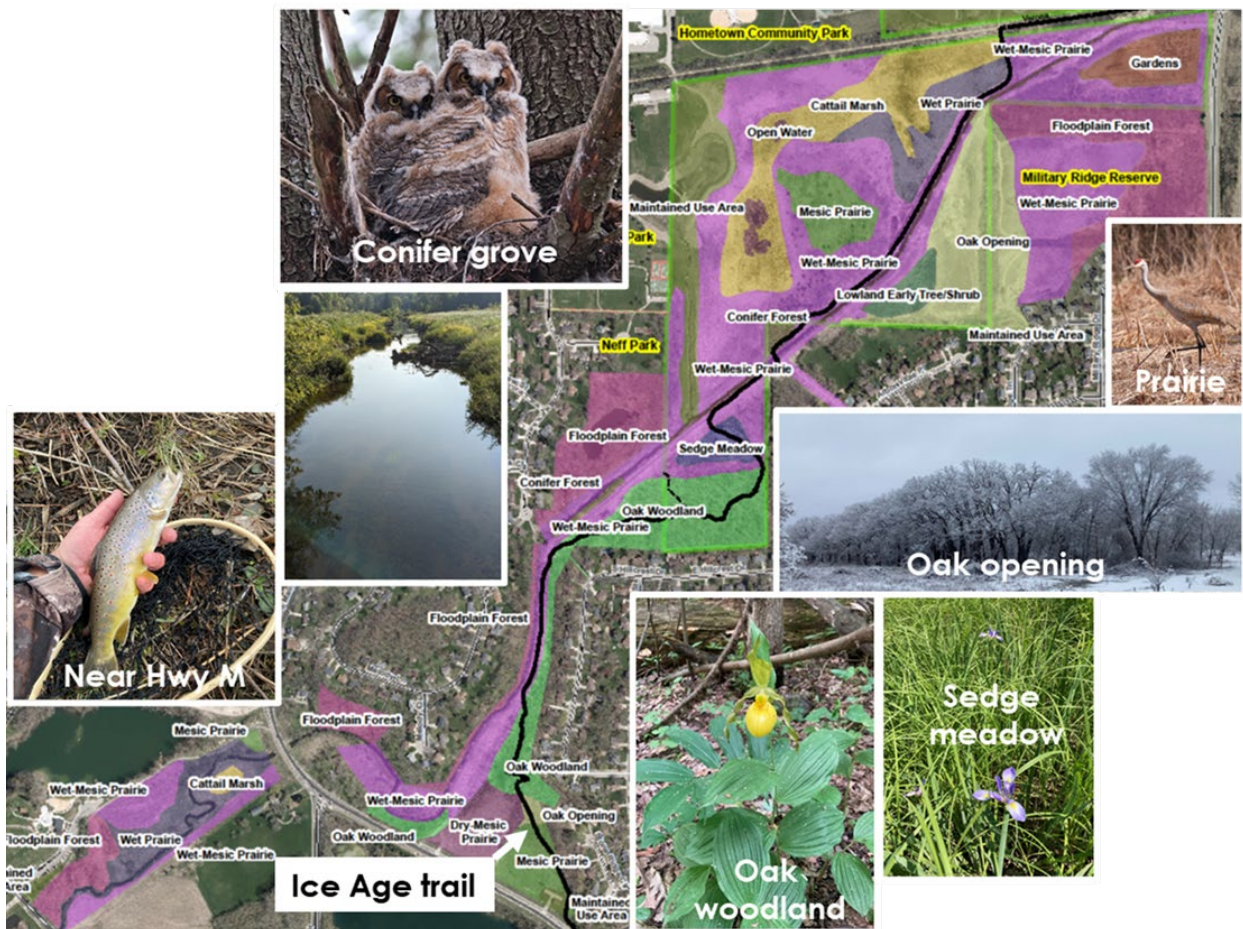 Hometown Community Park
Wet-Mesic Prairie
Gardens
Cattail Marsh
Wet Prairie
Open Water
Floodplain Forest
Military Ridge Reserve
Maintained Use Area
Mesic Prairie
Wet-Mesic Prairie
Conifer grove
Park
Oak Opening
Wet-Mesic Prairie
Lowland Early Tree/Shrub
Conifer Forest
Maintained Use Area
Neff Park
Wet-Mesic Prairie
Prairie
Floodplain Forest
Sedge Meadow
Conifer Forest
Oak Woodland
Wet-Mesic Prairie
Oak opening
Floodplain Forest
Near Hwy M
Sedge
meadow
Floodplain Forest
Mesic Prairie
Oak Woodland
Cattail Marsh
Wet-Mesic Prairie
Wet-Mesic Prairie
Oak Opening
Floodplain Forest
Wet Prairie
Oak Woodland
Dry-Mesic
Prairie
Wet-Mesic Prairie
Mesic Prairie
Area
Ice Age trail
Oak
woodland
Maintained
Use Area